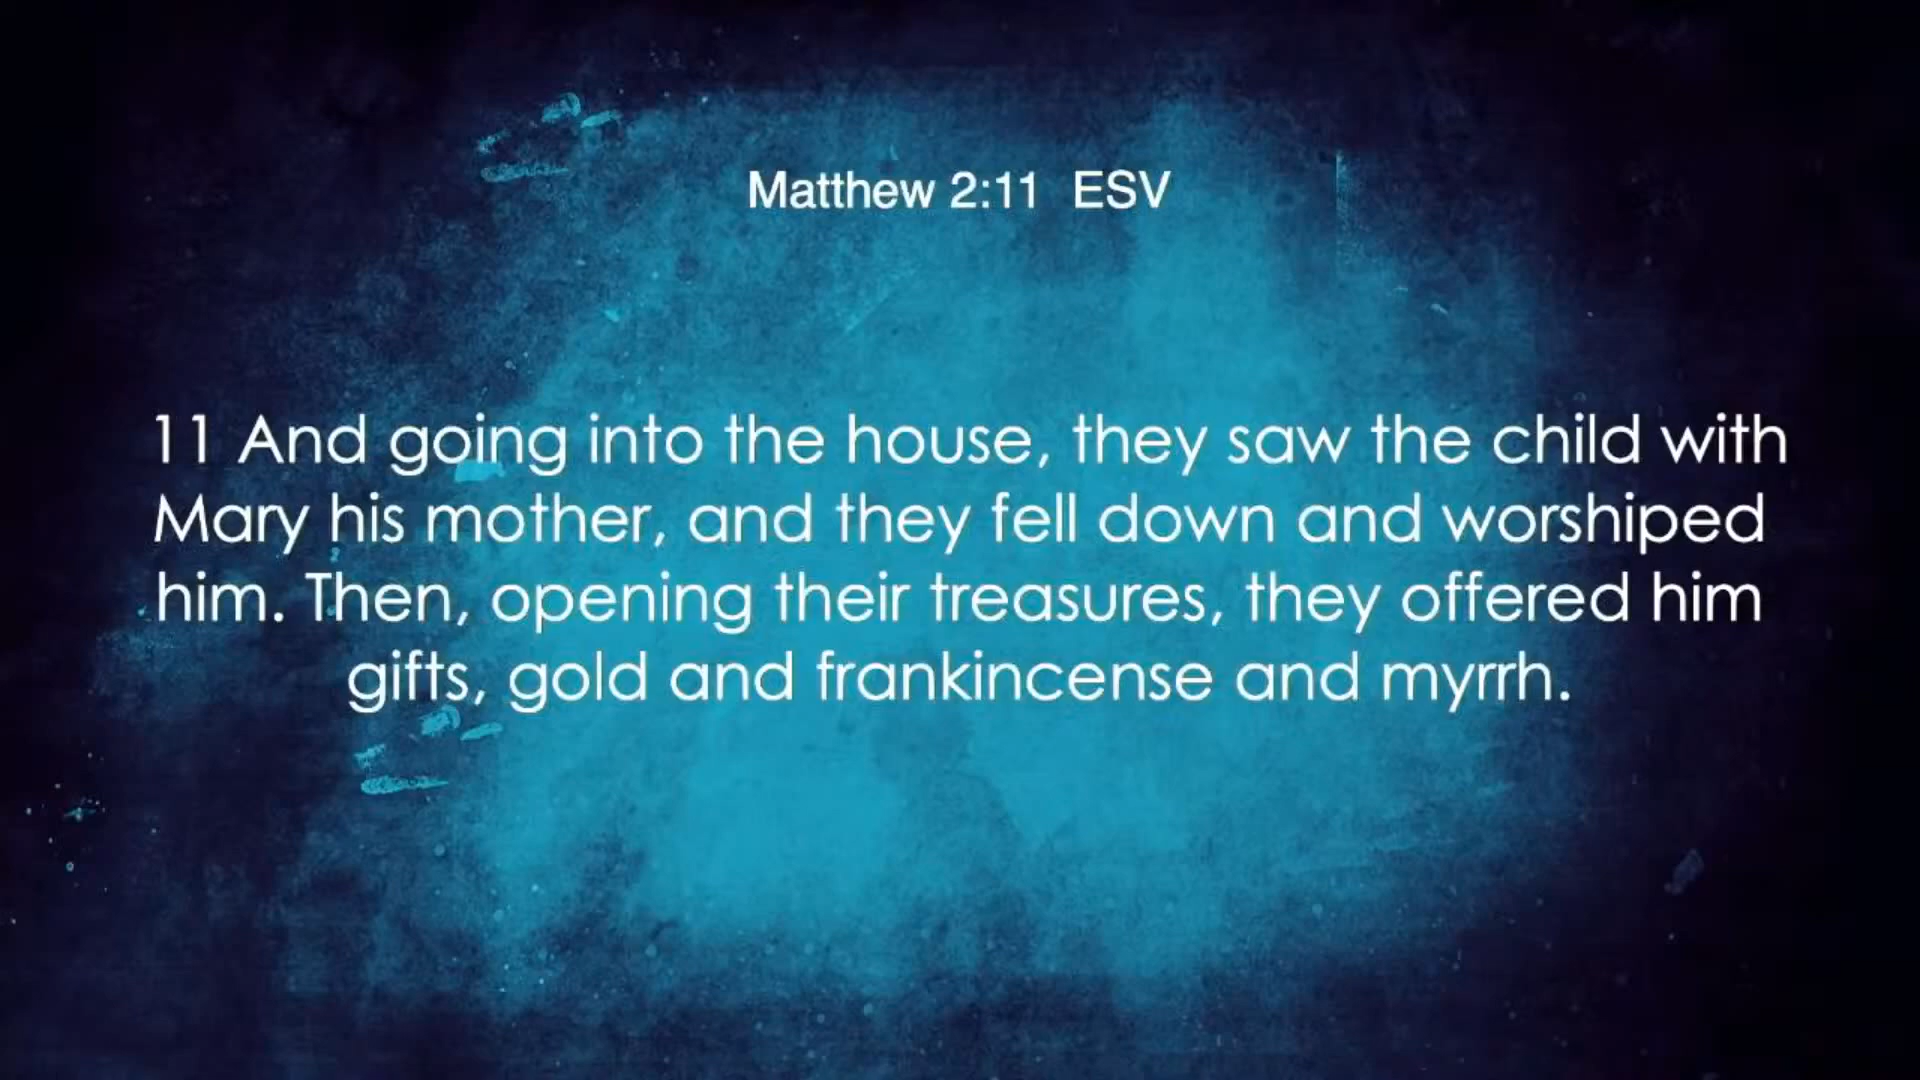 Matthew 2:11 ESV
11 And going into the house, they saw the child with
Mary his mother, and they fell down and worshiped
him. Then, opening their treasures, they offered him
gifts, gold and frankincense and myrrh.